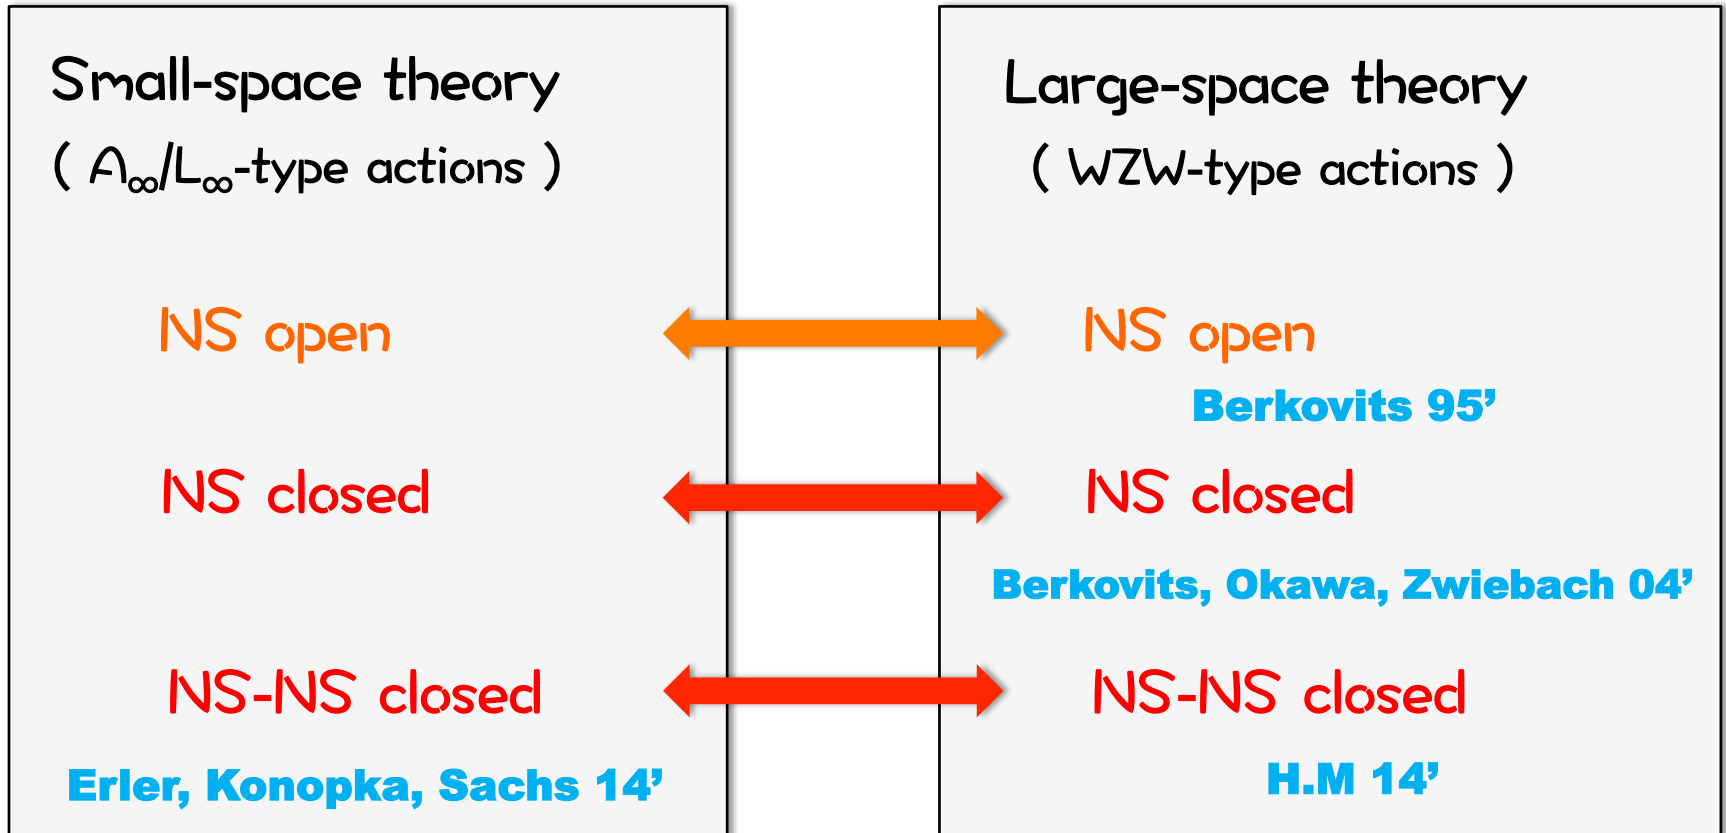 Small-space theory
( A∞/L∞-type actions )
NS open
NS closed
NS-NS closed
Erler, Konopka, Sachs 14’
Large-space theory
( WZW-type actions )
NS open
Berkovits 95’
NS closed
Berkovits, Okawa, Zwiebach 04’
NS-NS closed
H.M 14’